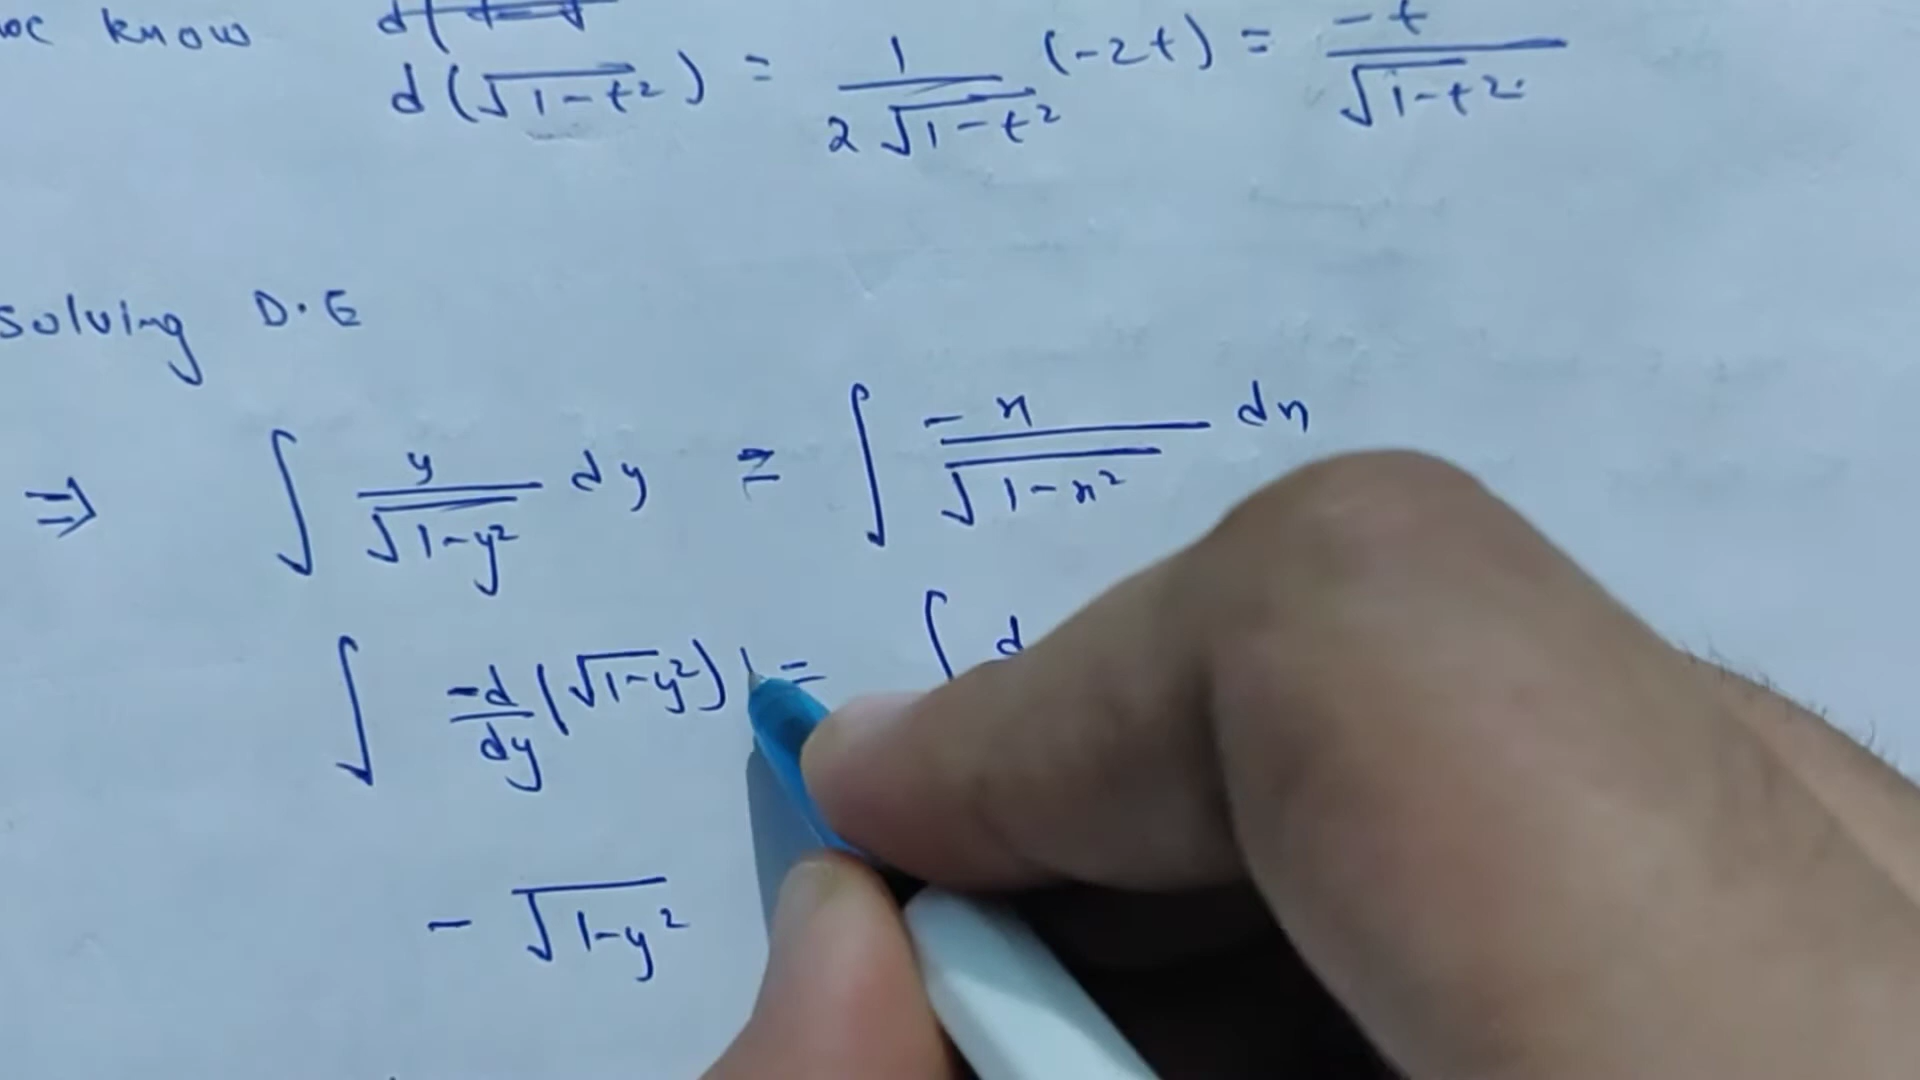 know
d(√(1-t²)) = 1/(2√(1-t²)) (-2t) = -t/√(1-t²)
solving D.E
⇒ ∫ y/√(1-y²) dy = ∫ -x/√(1-x²) dx
∫ -d/dy (√(1-y²)) = ∫ d
- √(1-y²)